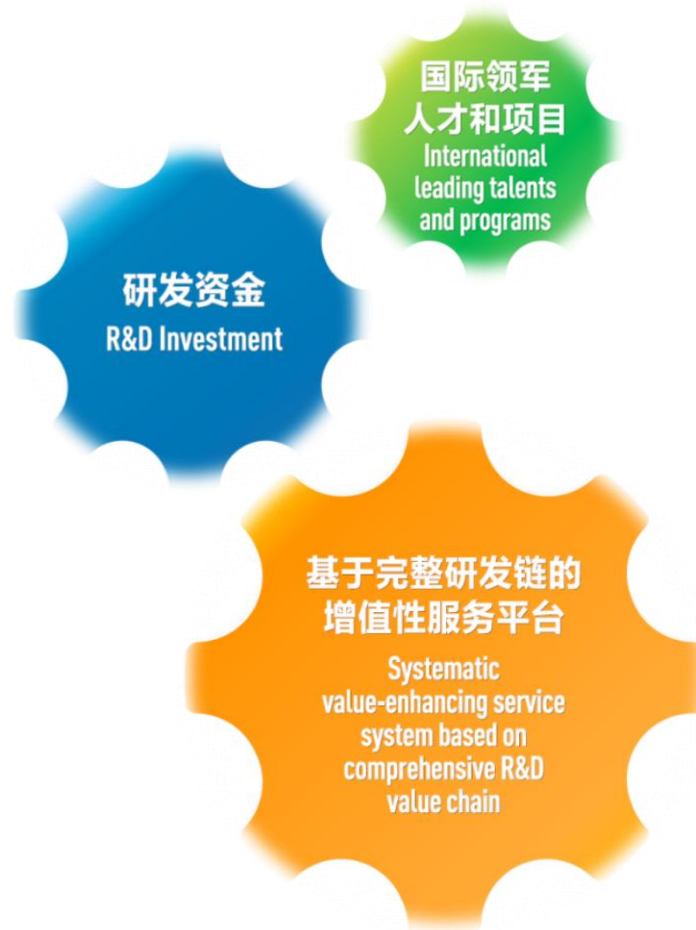 国际领军
人才和项目
International
leading talents
and programs
研发资金
R&D Investment
基于完整研发链的
增值性服务平台
Systematic
value-enhancing service
system based on
comprehensive R&D
value chain